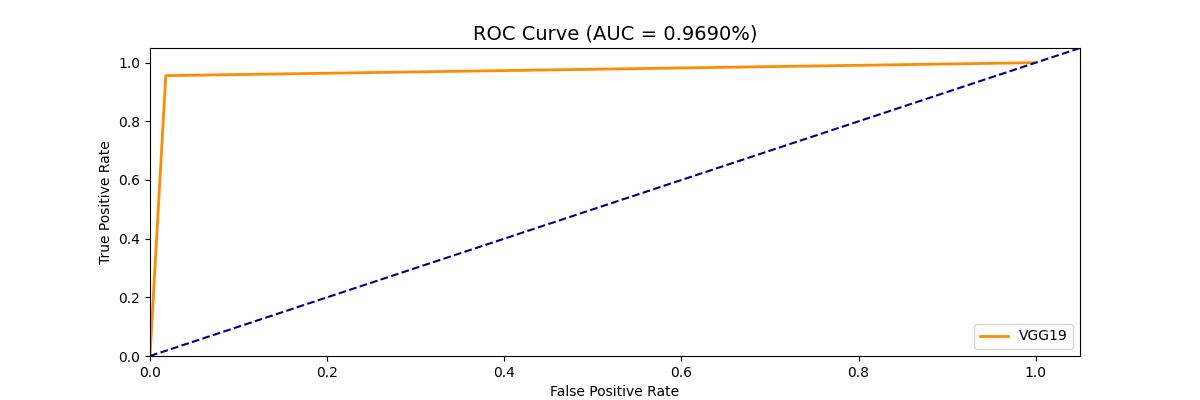 ROC Curve (AUC = 0.9690%)
True Positive Rate
1.0
0.8
0.6
0.4
0.2
0.0
VGG19
0.0 0.2 0.4 0.6 0.8 1.0
False Positive Rate